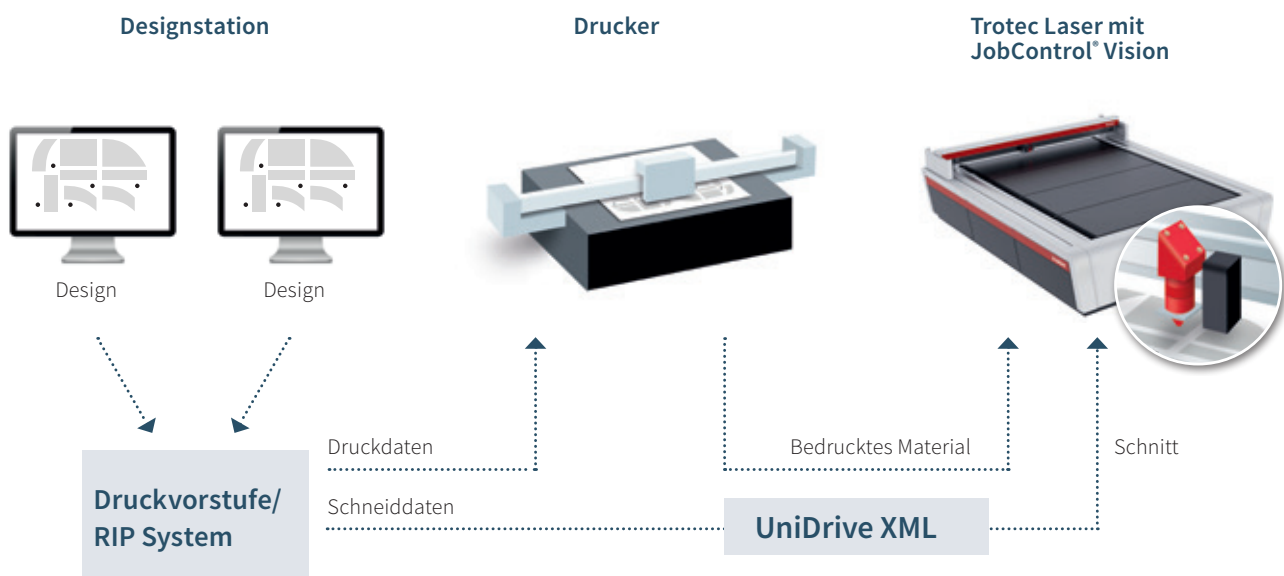 Designstation
Drucker
Trotec Laser mit
JobControl® Vision
Design
Design
Druckdaten
Bedrucktes Material
Schnitt
Druckvorstufe/
RIP System
Schneiddaten
UniDrive XML